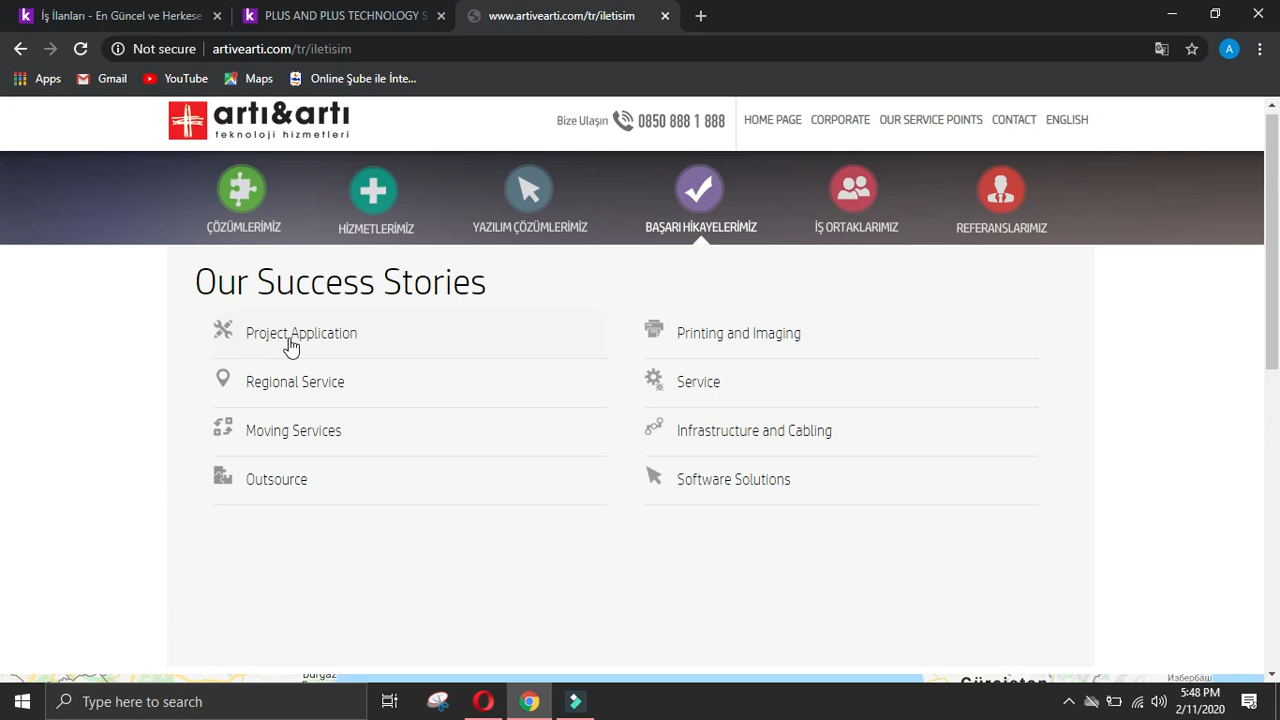 İş İlanları - En Güncel ve Herkese
PLUS AND PLUS TECHNOLOGY S
www.artivearti.com/tr/iletisim
Not secure
artivearti.com/tr/iletisim
A
Apps
Gmail
YouTube
Maps
Online Şube ile İnte...
artı&artı
teknoloji hizmetleri
Bize Ulaşın
0850 888 1 888
HOME PAGE
CORPORATE
OUR SERVICE POINTS
CONTACT
ENGLISH
ÇÖZÜMLERİMİZ
HİZMETLERİMİZ
YAZILIM ÇÖZÜMLERİMİZ
BAŞARI HİKAYELERİMİZ
İŞ ORTAKLARIMIZ
REFERANSLARIMIZ
Our Success Stories
Project Application
Printing and Imaging
Regional Service
Service
Moving Services
Infrastructure and Cabling
Outsource
Software Solutions
Burgaz
Gürcistan
Избербаш
Type here to search
5:48 PM
2/11/2020